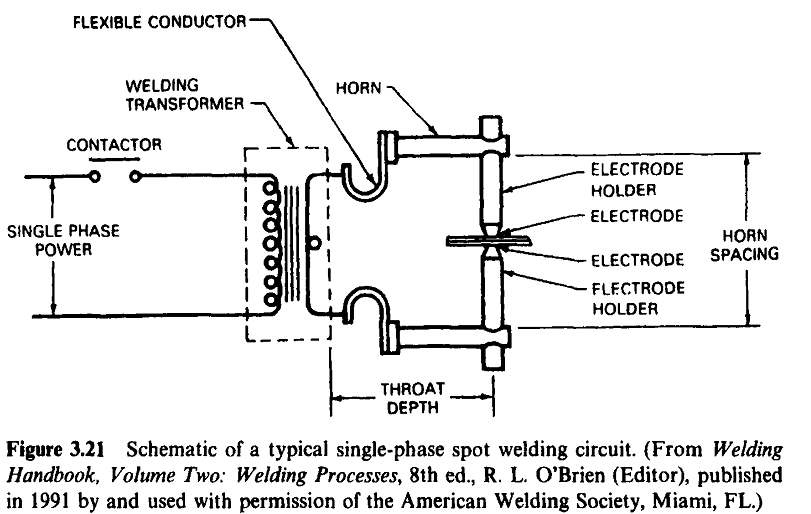 FLEXIBLE CONDUCTOR
WELDING
TRANSFORMER
HORN
CONTACTOR
SINGLE PHASE
POWER
ELECTRODE
HOLDER
ELECTRODE
ELECTRODE
FLECTRODE
HOLDER
HORN
SPACING
THROAT
DEPTH
Figure 3.21 Schematic of a typical single-phase spot welding circuit. (From Welding
Handbook, Volume Two: Welding Processes, 8th ed., R. L. O'Brien (Editor), published
in 1991 by and used with permission of the American Welding Society, Miami, FL.)